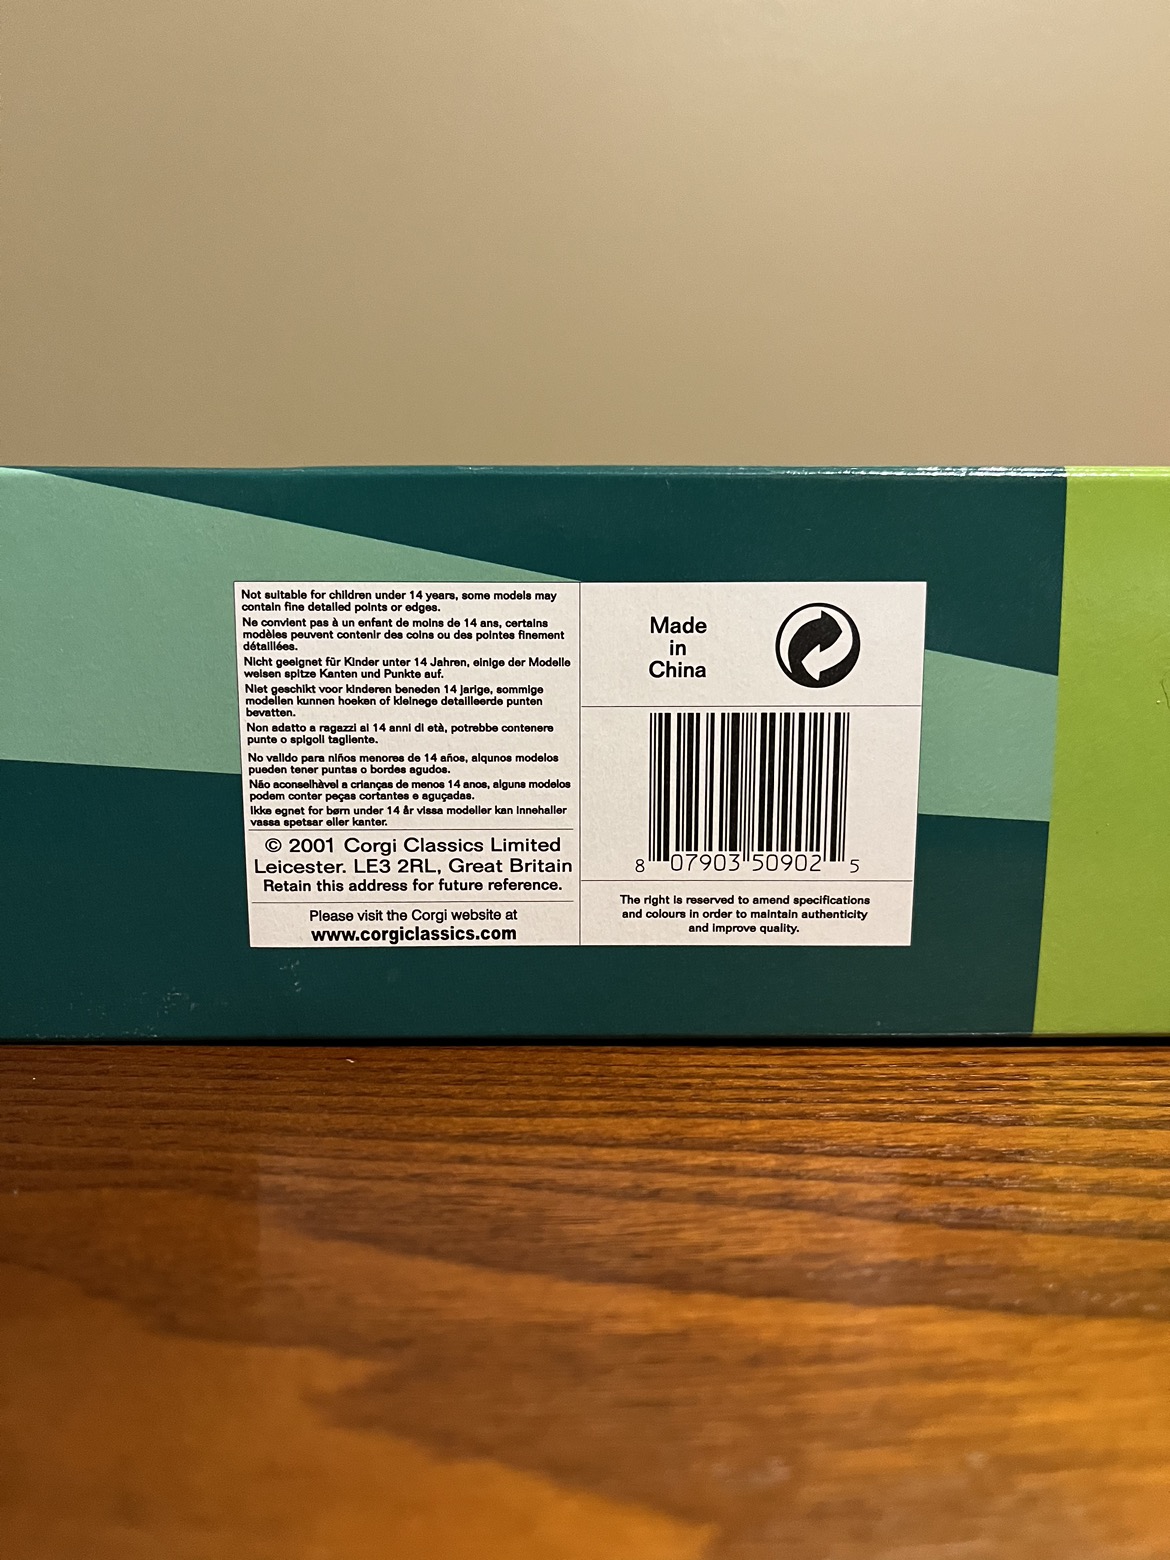 Not suitable for children under 14 years, some models may
contain fine detailed points or edges.
Ne convient pas à un enfant de moins de 14 ans, certains
modèles peuvent contenir des coins ou des pointes finement
détaillées.
Nicht geeignet für Kinder unter 14 Jahren, einige der Modelle
weisen spitze Kanten und Punkte auf.
Niet geschikt voor kinderen beneden 14 jarige, sommige
modellen kunnen hoeken of kleinege detailleerde punten
bevatten.
Non adatto a ragazzi al 14 anni di età, potrebbe contenere
punte o spigoli tagliente.
No valido para niños menores de 14 años, alqunos modelos
pueden tener puntas o bordes agudos.
Não aconselhàvel a crianças de menos 14 anos, alguns modelos
podem conter peças cortantes e aguçadas.
Ikke egnet for børn under 14 år vissa modeller kan innehaller
vassa spetsar eller kanter.
© 2001 Corgi Classics Limited
Leicester. LE3 2RL, Great Britain
Retain this address for future reference.
Please visit the Corgi website at
www.corgiclassics.com
Made
in
China
8 07903 50902 5
The right is reserved to amend specifications
and colours in order to maintain authenticity
and improve quality.